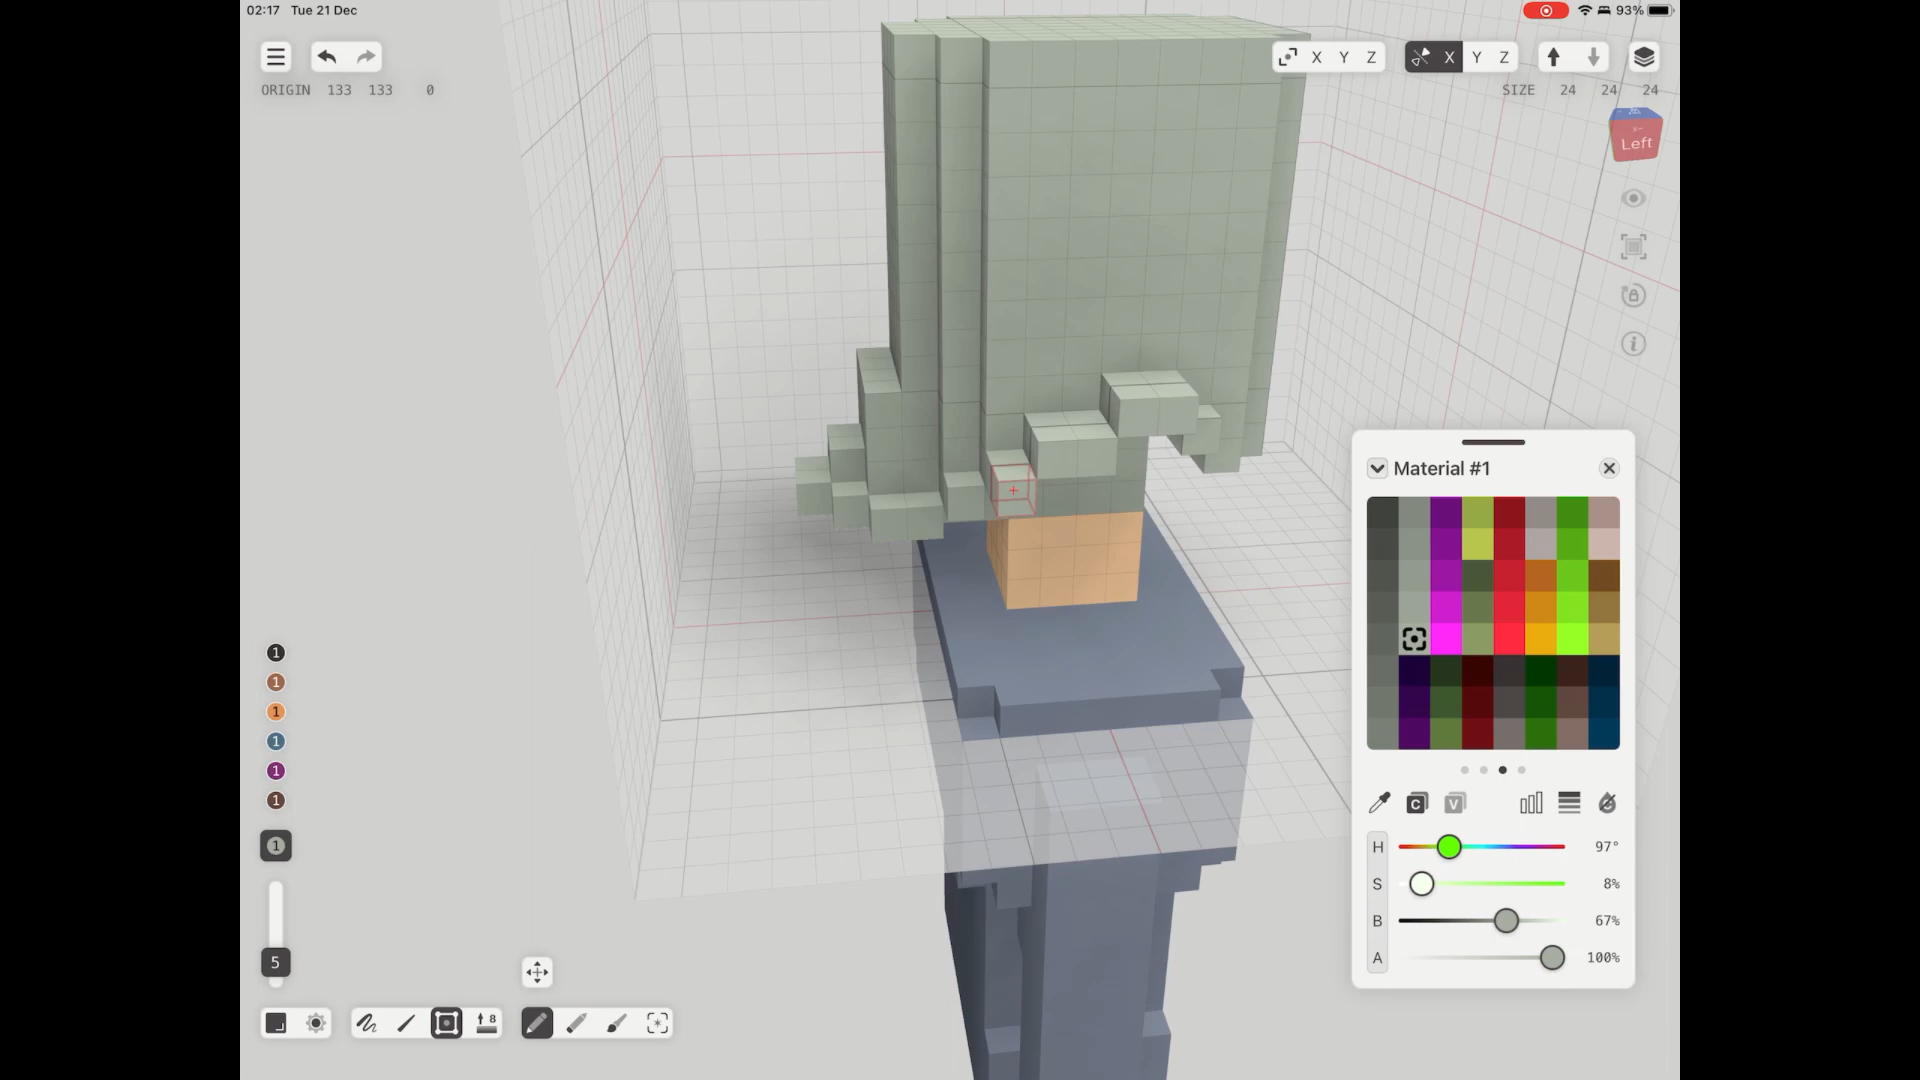 02:17 Tue 21 Dec
93%
X Y Z
X Y Z
ORIGIN 133 133 0
SIZE 24 24 24
Left
Material #1
1
1
1
1
1
1
1
C V
H 97°
S 8%
B 67%
A 100%
5
8